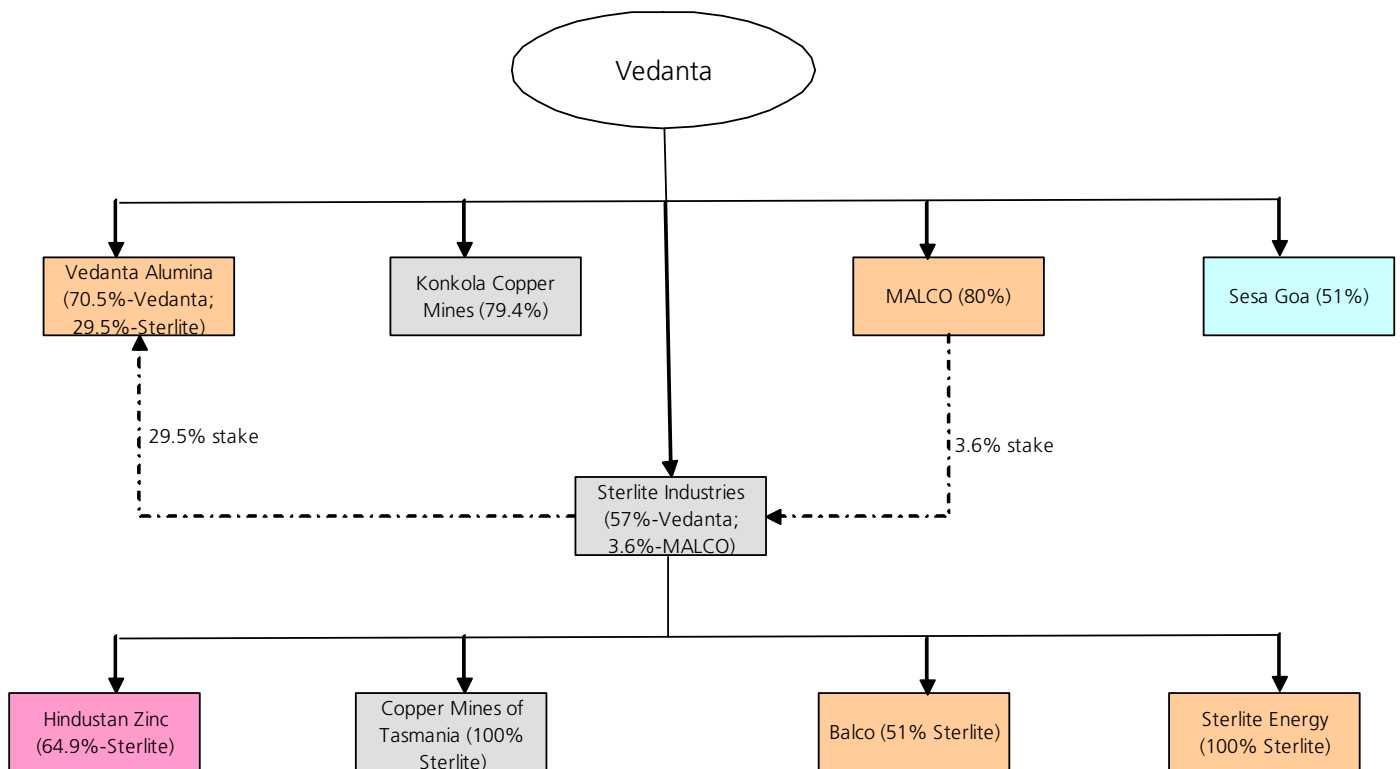 Vedanta
Vedanta Alumina
(70.5%-Vedanta;
29.5%-Sterlite)
Konkola Copper
Mines (79.4%)
MALCO (80%)
Sesa Goa (51%)
29.5% stake
3.6% stake
Sterlite Industries
(57%-Vedanta;
3.6%-MALCO)
Hindustan Zinc
(64.9%-Sterlite)
Copper Mines of
Tasmania (100%
Sterlite)
Balco (51% Sterlite)
Sterlite Energy
(100% Sterlite)